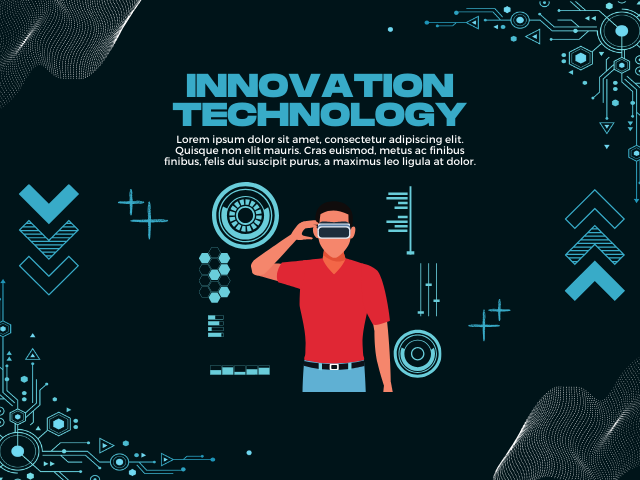 INNOVATION
TECHNOLOGY
Lorem ipsum dolor sit amet, consectetur adipiscing elit.
Quisque non elit mauris. Cras euismod, metus ac finibus
finibus, felis dui suscipit purus, a maximus leo ligula at dolor.